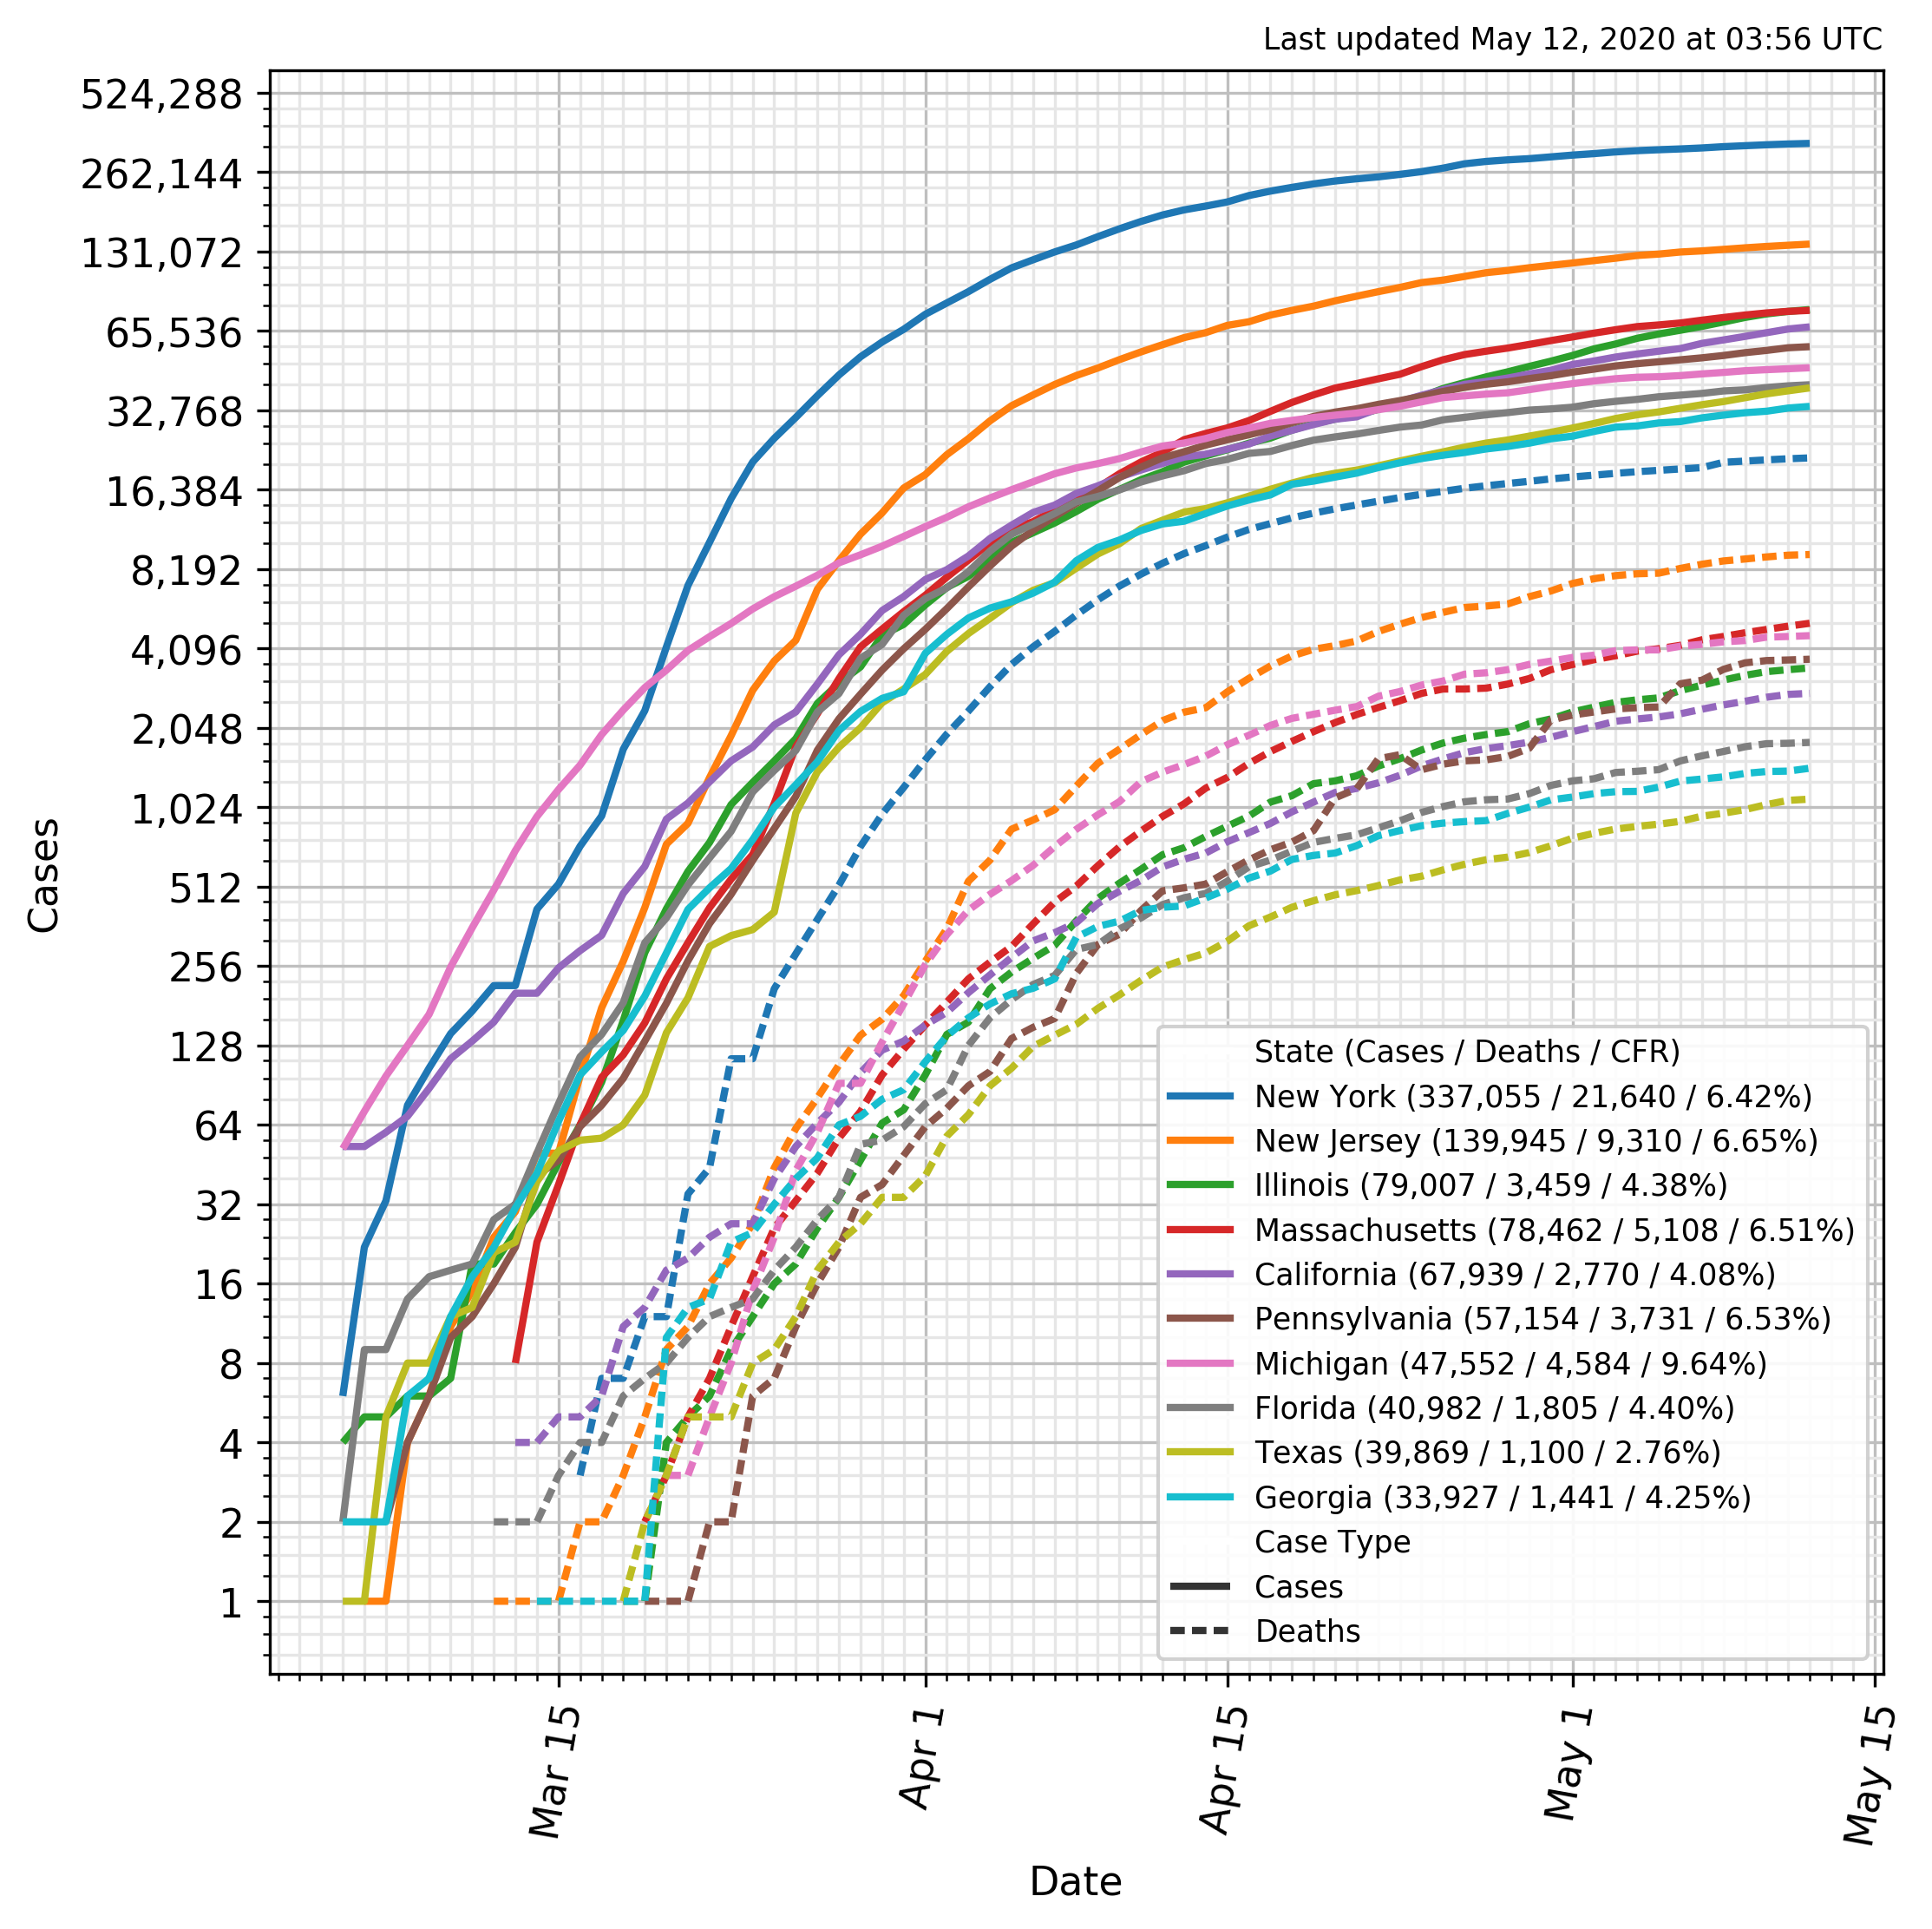 Last updated May 12, 2020 at 03:56 UTC
524,288
262,144
131,072
65,536
32,768
16,384
8,192
4,096
2,048
1,024
512
256
128
64
32
16
8
4
2
1
Cases
State (Cases / Deaths / CFR)
New York (337,055 / 21,640 / 6.42%)
New Jersey (139,945 / 9,310 / 6.65%)
Illinois (79,007 / 3,459 / 4.38%)
Massachusetts (78,462 / 5,108 / 6.51%)
California (67,939 / 2,770 / 4.08%)
Pennsylvania (57,154 / 3,731 / 6.53%)
Michigan (47,552 / 4,584 / 9.64%)
Florida (40,982 / 1,805 / 4.40%)
Texas (39,869 / 1,100 / 2.76%)
Georgia (33,927 / 1,441 / 4.25%)
Case Type
Cases
Deaths
Mar 15
Apr 1
Apr 15
May 1
May 15
Date